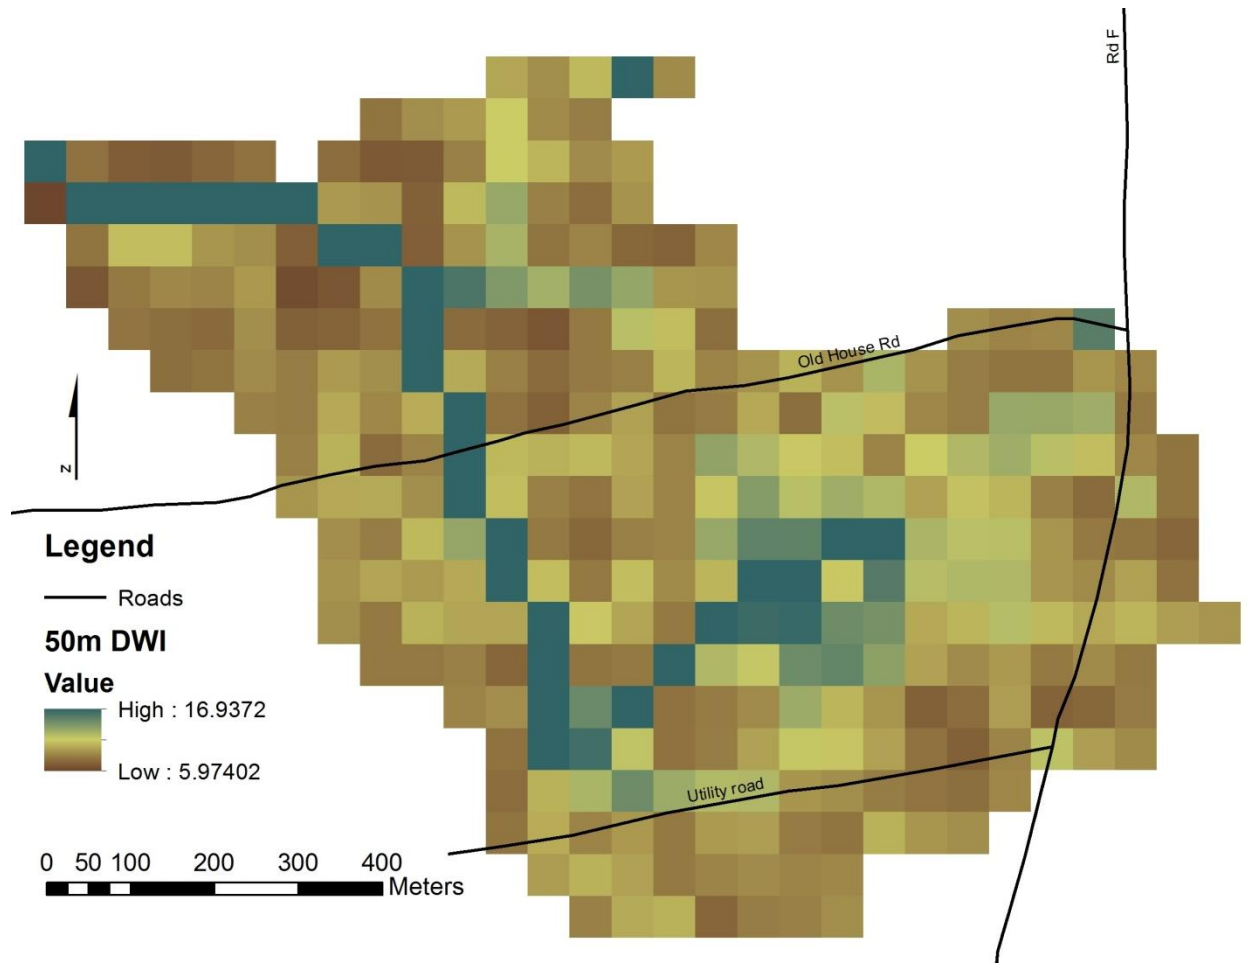 Rd F
Old House Rd
z
Legend
Roads
50m DWI
Value
High : 16.9372
Low : 5.97402
Utility road
0 50 100 200 300 400
Meters